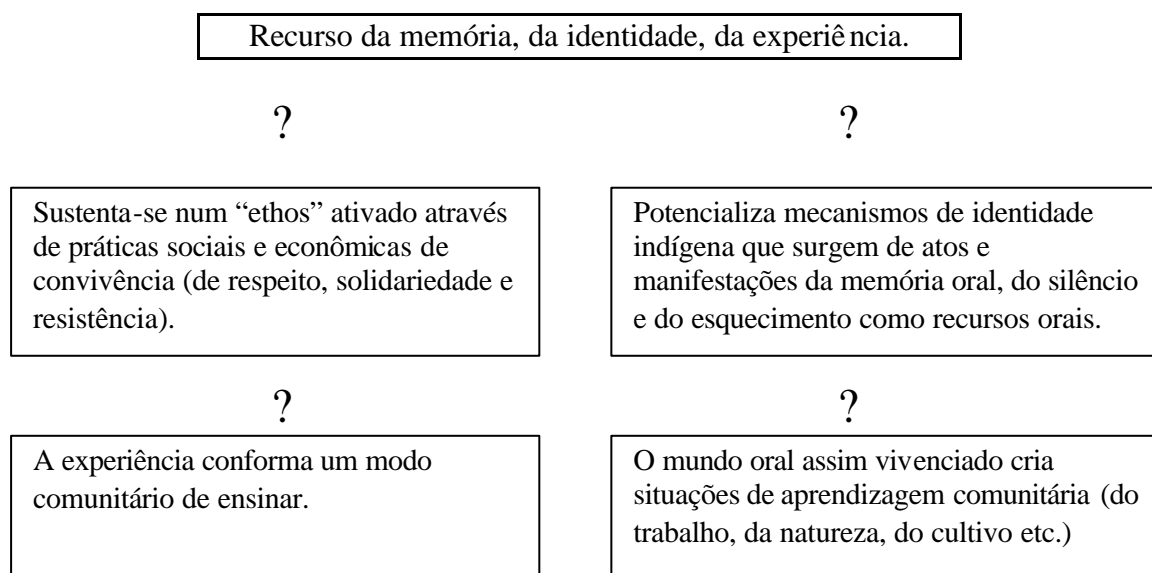 Recurso da memória, da identidade, da experiência.
? ?
Sustenta-se num “ethos” ativado através
de práticas sociais e econômicas de
convivência (de respeito, solidariedade e
resistência).
Potencializa mecanismos de identidade
indígena que surgem de atos e
manifestações da memória oral, do silêncio
e do esquecimento como recursos orais.
? ?
A experiência conforma um modo
comunitário de ensinar.
O mundo oral assim vivenciado cria
situações de aprendizagem comunitária (do
trabalho, da natureza, do cultivo etc.)